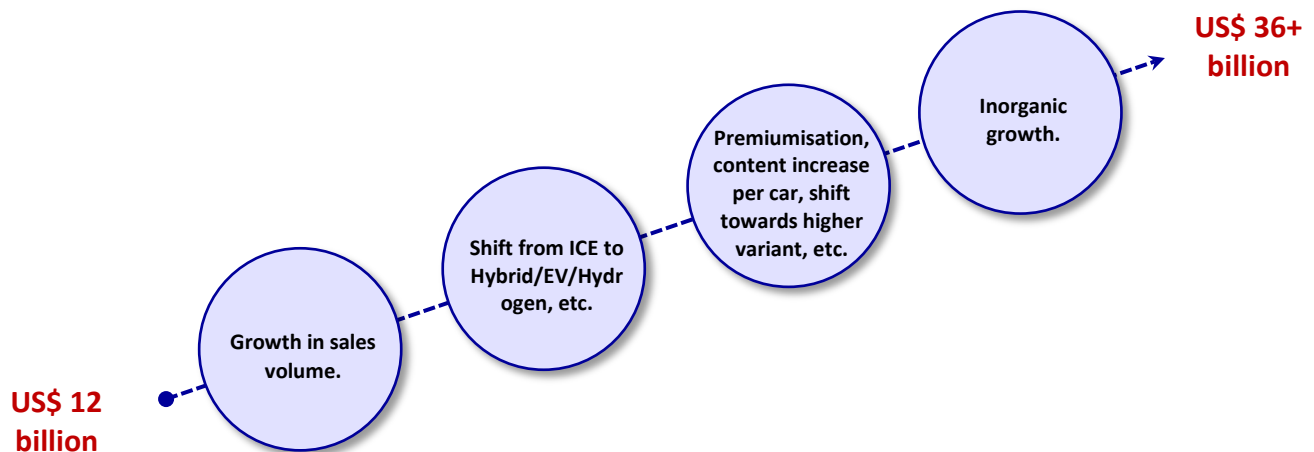 US$ 12
billion
Growth in sales
volume.
Shift from ICE to
Hybrid/EV/Hydr
ogen, etc.
Premiumisation,
content increase
per car, shift
towards higher
variant, etc.
Inorganic
growth.
US$ 36+
billion